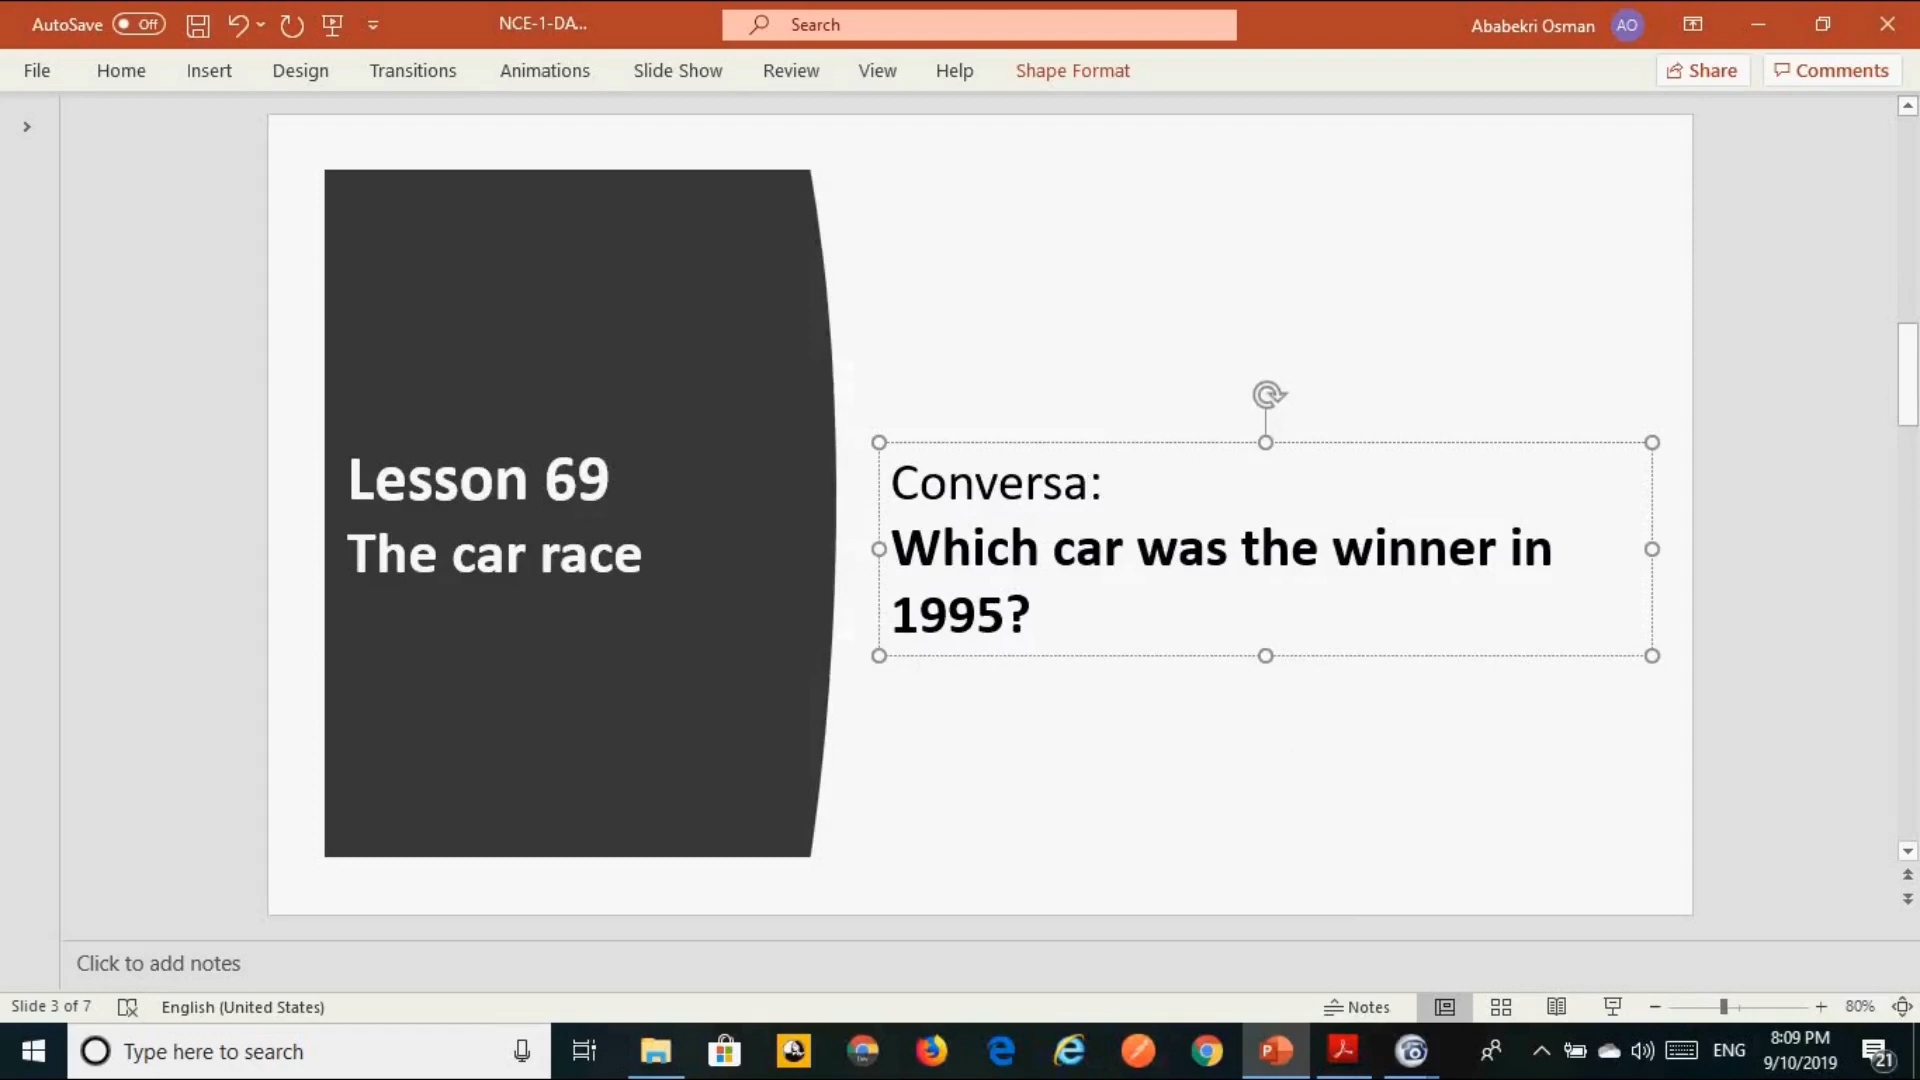 AutoSave Off NCE-1-DA... Search Ababekri Osman AO
File Home Insert Design Transitions Animations Slide Show Review View Help Shape Format Share Comments
Lesson 69
The car race
Conversa:
Which car was the winner in
1995?
Click to add notes
Slide 3 of 7 English (United States) Notes 80%
Type here to search
ENG
8:09 PM
9/10/2019
21